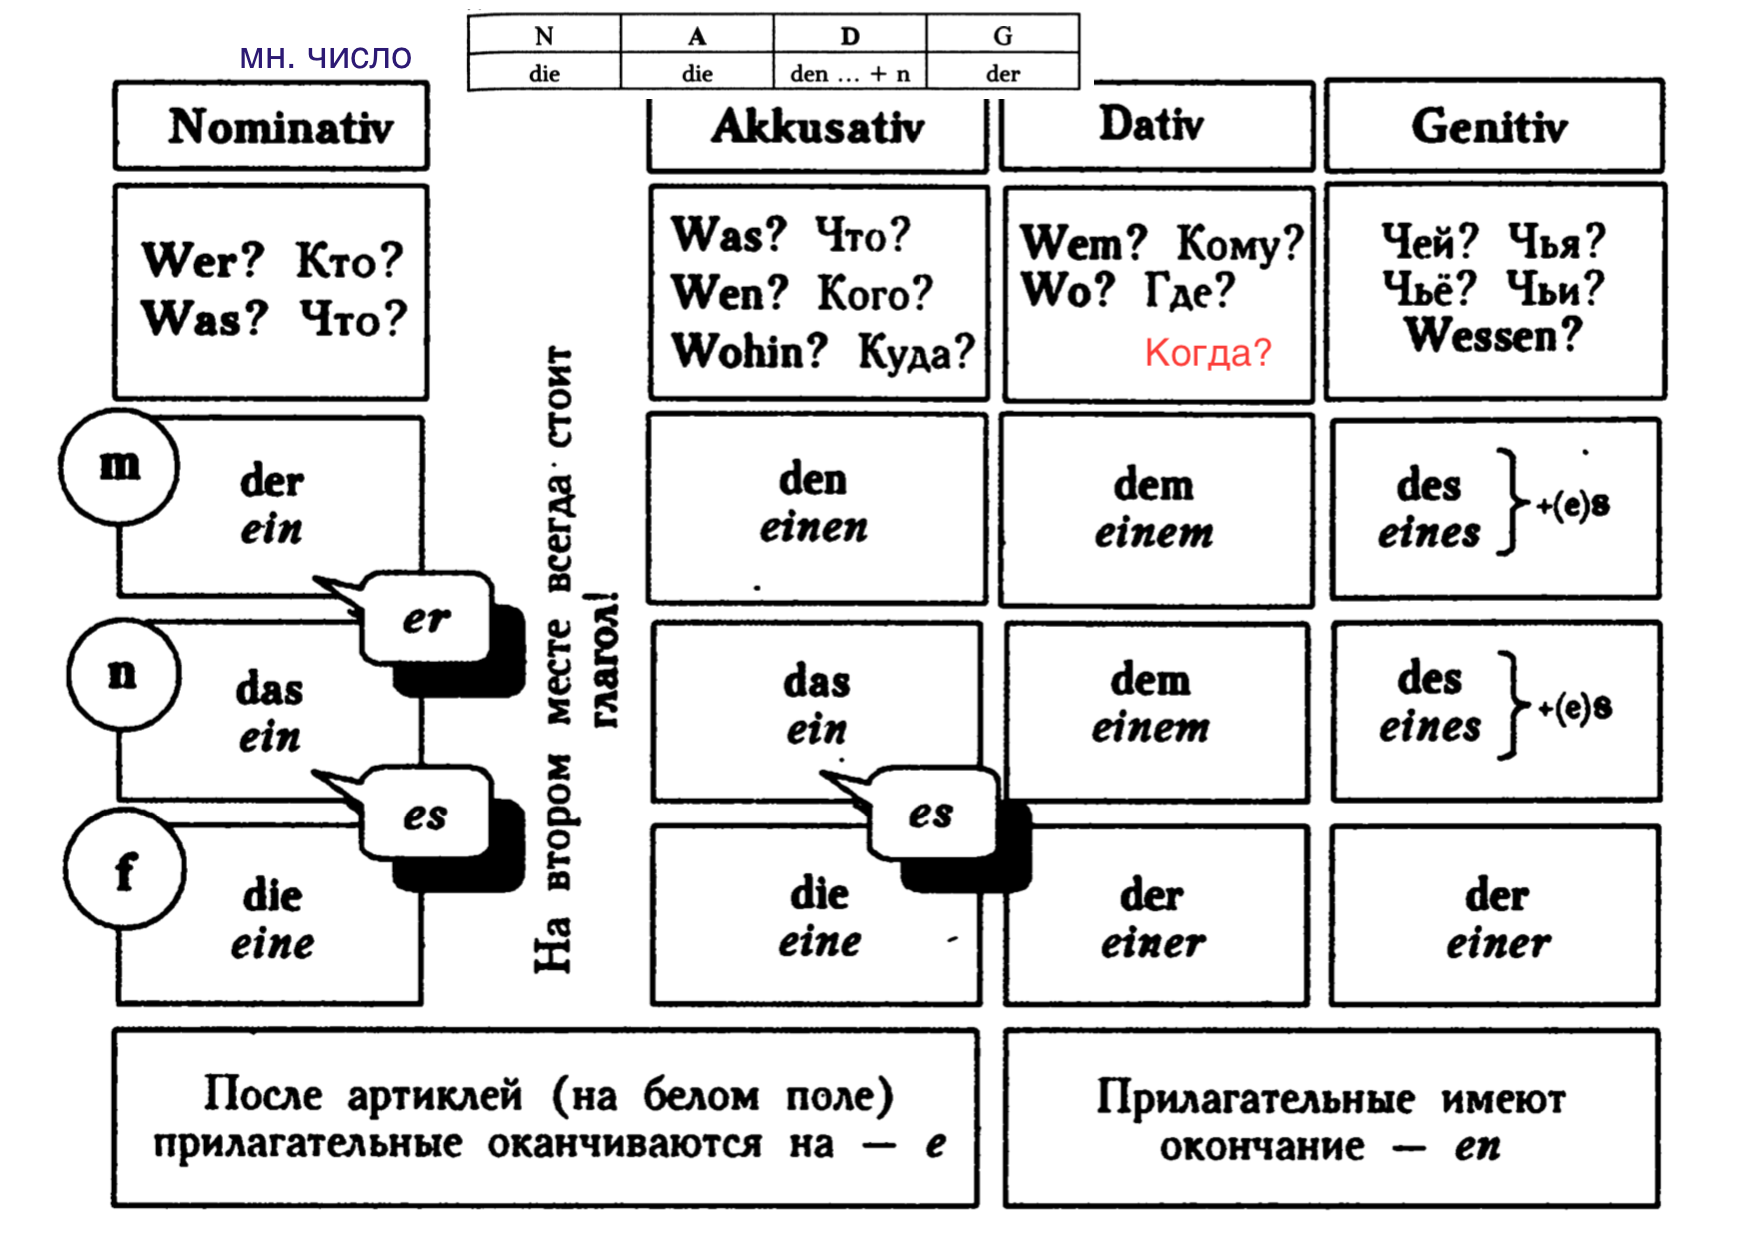 мн. число
N A D G
die die den ... + n der
Nominativ
Akkusativ
Dativ
Genitiv
Wer? Кто?
Was? Что?
Was? Что?
Wen? Кого?
Wohin? Куда?
Wem? Кому?
Wo? Где?
Когда?
Чей? Чья?
Чьё? Чьи?
Wessen?
На втором месте всегда стоит
глагол!
m
der
ein
er
den
einen
dem
einem
des
eines
+(e)s
n
das
ein
es
das
ein
es
dem
einem
des
eines
+(e)s
f
die
eine
die
eine
der
einer
der
einer
После артиклей (на белом поле)
прилагательные оканчиваются на — e
Прилагательные имеют
окончание — en